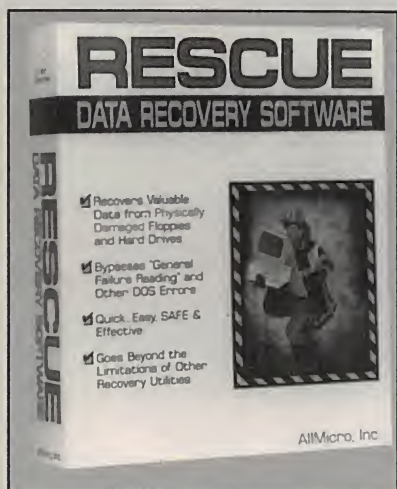 RESCUE
DATA RECOVERY SOFTWARE
Recovers Valuable
Data from Physically
Damaged Floppies
and Hard Drives
Bypasses "General
Failure Reading" and
Other DOS Errors
Quick, Easy, SAFE &
Effective
Goes Beyond the
Limitations of Other
Recovery Utilities
AllMicro, Inc
RESCUE
DATA RECOVERY SOFTWARE